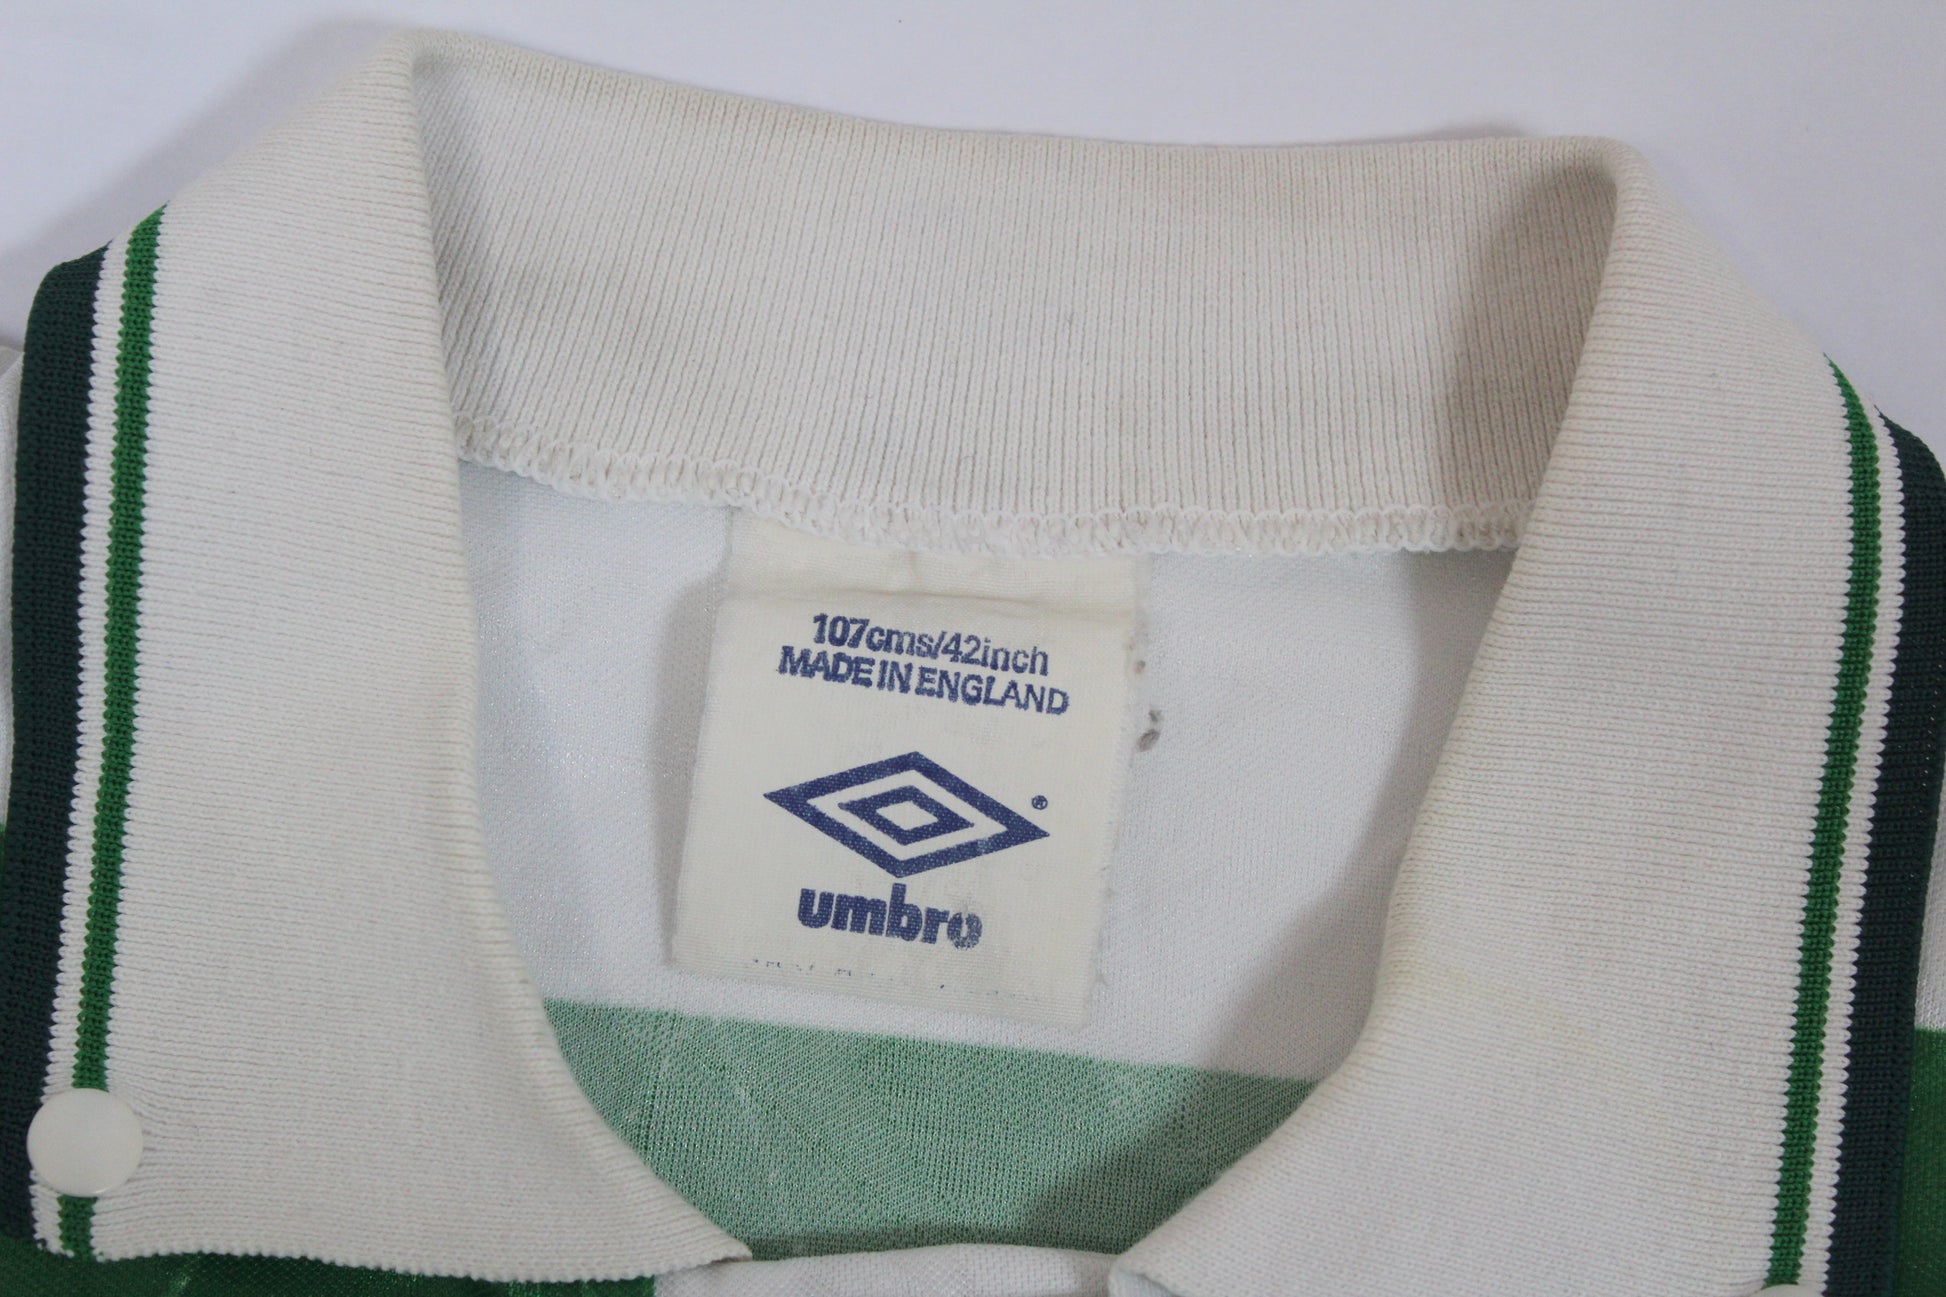 107cms/42inch
MADE IN ENGLAND
®
umbro